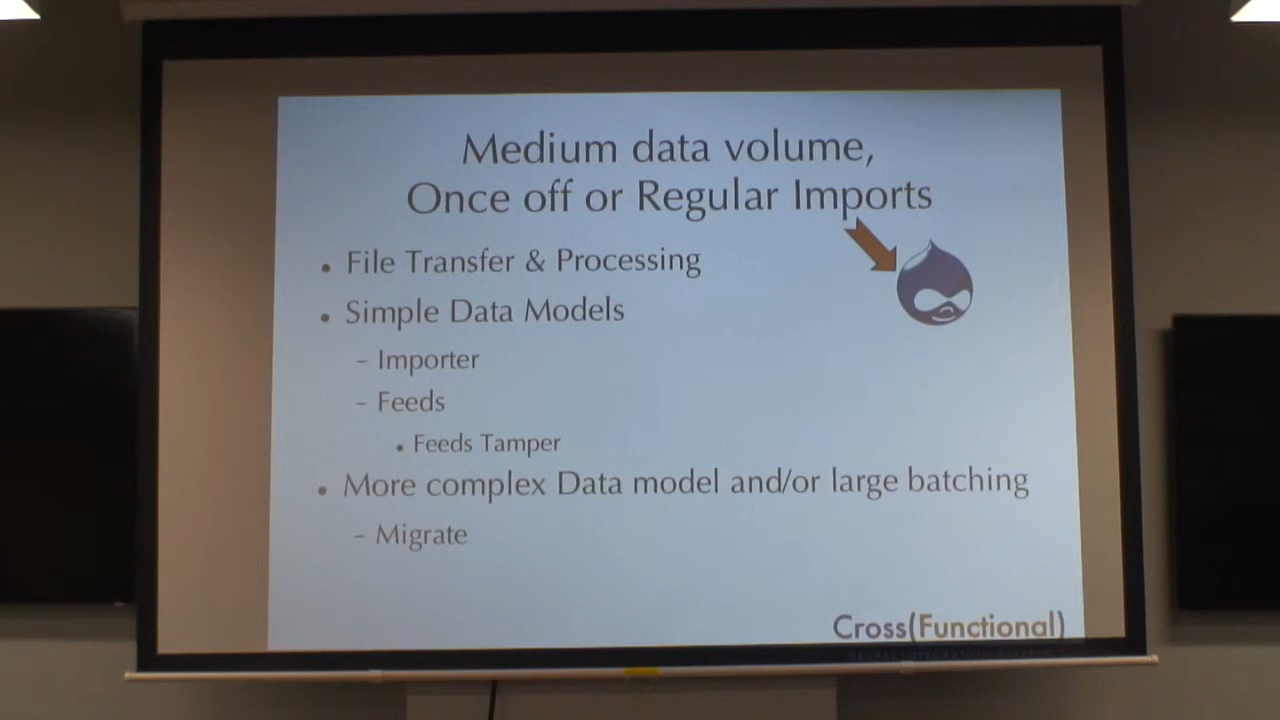 Medium data volume,
Once off or Regular Imports
• File Transfer & Processing
• Simple Data Models
– Importer
– Feeds
• Feeds Tamper
• More complex Data model and/or large batching
– Migrate
Cross(Functional)